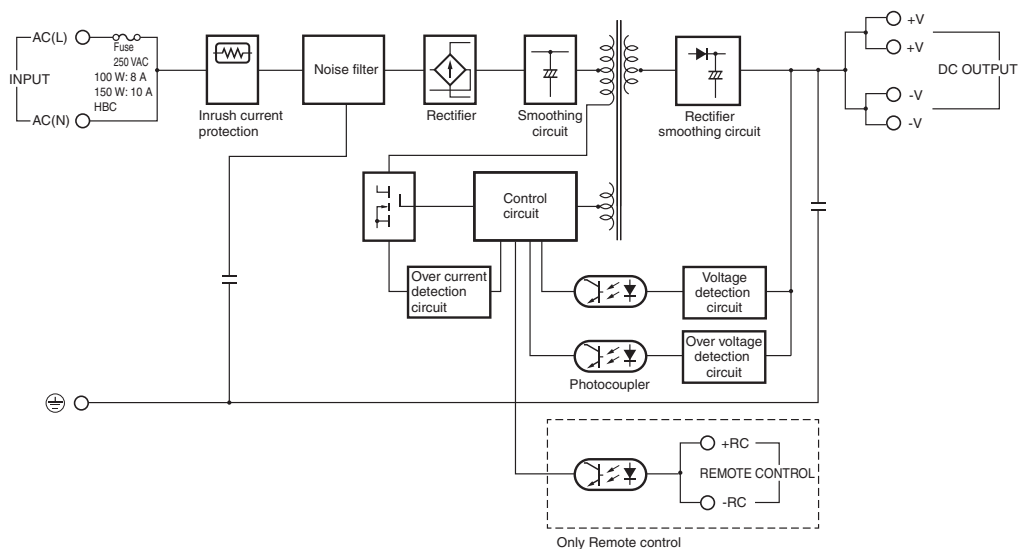 AC(L)
Fuse
250 VAC
100 W: 8 A
150 W: 10 A
HBC
INPUT
AC(N)
Inrush current
protection
Noise filter
Rectifier
Smoothing
circuit
Rectifier
smoothing circuit
+V
+V
DC OUTPUT
-V
-V
Control
circuit
Over current
detection
circuit
Voltage
detection
circuit
Over voltage
detection
circuit
Photocoupler
+RC
REMOTE CONTROL
-RC
Only Remote control